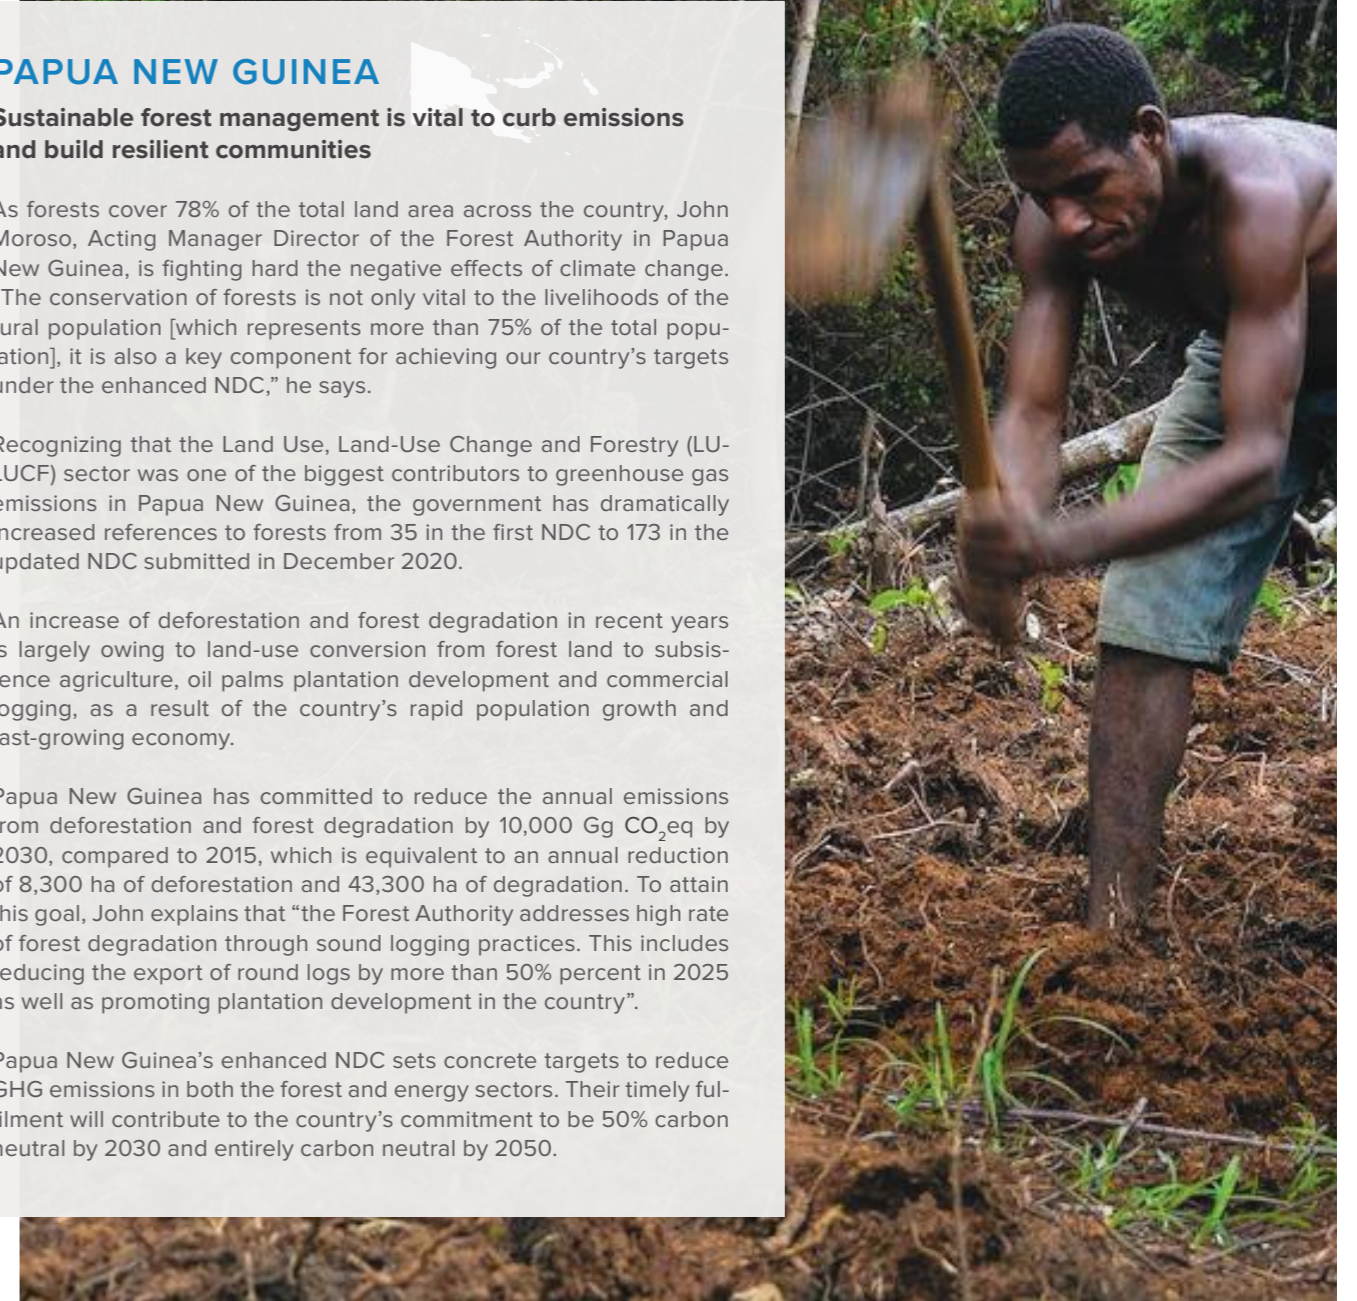 PAPUA NEW GUINEA
Sustainable forest management is vital to curb emissions
and build resilient communities
As forests cover 78% of the total land area across the country, John
Moroso, Acting Manager Director of the Forest Authority in Papua
New Guinea, is fighting hard the negative effects of climate change.
The conservation of forests is not only vital to the livelihoods of the
ural population [which represents more than 75% of the total popu-
ation], it is also a key component for achieving our country’s targets
under the enhanced NDC,” he says.
Recognizing that the Land Use, Land-Use Change and Forestry (LU-
LUCF) sector was one of the biggest contributors to greenhouse gas
emissions in Papua New Guinea, the government has dramatically
ncreased references to forests from 35 in the first NDC to 173 in the
updated NDC submitted in December 2020.
An increase of deforestation and forest degradation in recent years
s largely owing to land-use conversion from forest land to subsis-
ence agriculture, oil palms plantation development and commercial
ogging, as a result of the country’s rapid population growth and
ast-growing economy.
Papua New Guinea has committed to reduce the annual emissions
rom deforestation and forest degradation by 10,000 Gg CO₂eq by
2030, compared to 2015, which is equivalent to an annual reduction
of 8,300 ha of deforestation and 43,300 ha of degradation. To attain
his goal, John explains that “the Forest Authority addresses high rate
of forest degradation through sound logging practices. This includes
educing the export of round logs by more than 50% percent in 2025
as well as promoting plantation development in the country”.
Papua New Guinea’s enhanced NDC sets concrete targets to reduce
GHG emissions in both the forest and energy sectors. Their timely ful-
ilment will contribute to the country’s commitment to be 50% carbon
neutral by 2030 and entirely carbon neutral by 2050.